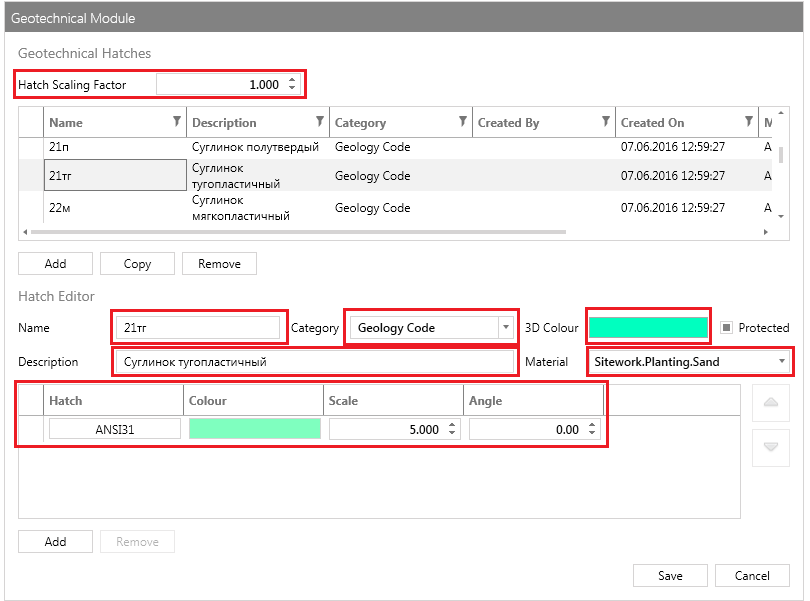 Geotechnical Module
Geotechnical Hatches
Hatch Scaling Factor 1.000
Name Description Category Created By Created On M
21п Суглинок полутвердый Geology Code 07.06.2016 12:59:27 A
21тг Суглинок тугопластичный Geology Code 07.06.2016 12:59:27 A
22м Суглинок мягкопластичный Geology Code 07.06.2016 12:59:27 A
Add Copy Remove
Hatch Editor
Name 21тг Category Geology Code 3D Colour Protected
Description Суглинок тугопластичный Material Sitework.Planting.Sand
Hatch Colour Scale Angle
ANSI31 5.000 0.00
Add Remove
Save Cancel